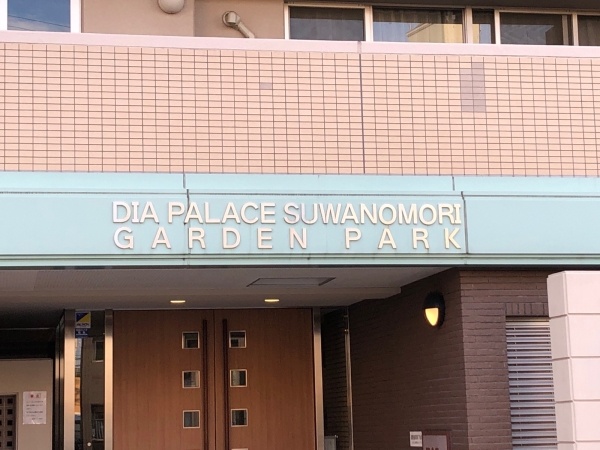 DIA PALACE SUWANOMORI
GARDEN PARK